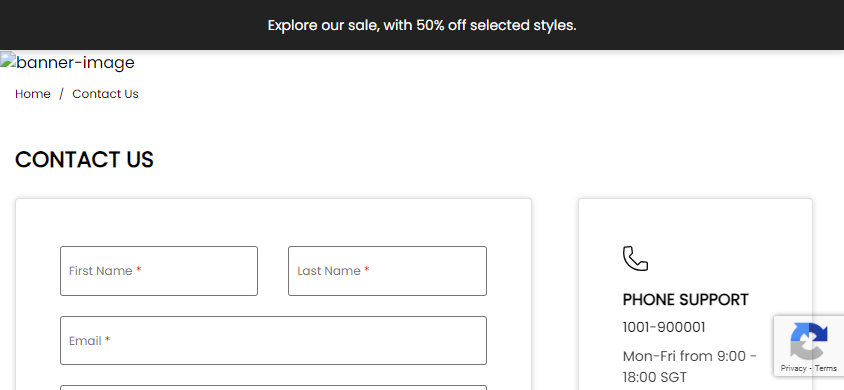 Explore our sale, with 50% off selected styles.
banner-image
Home / Contact Us
CONTACT US
First Name * Last Name *
Email *
PHONE SUPPORT
1001-900001
Mon-Fri from 9:00 -
18:00 SGT
Privacy - Terms